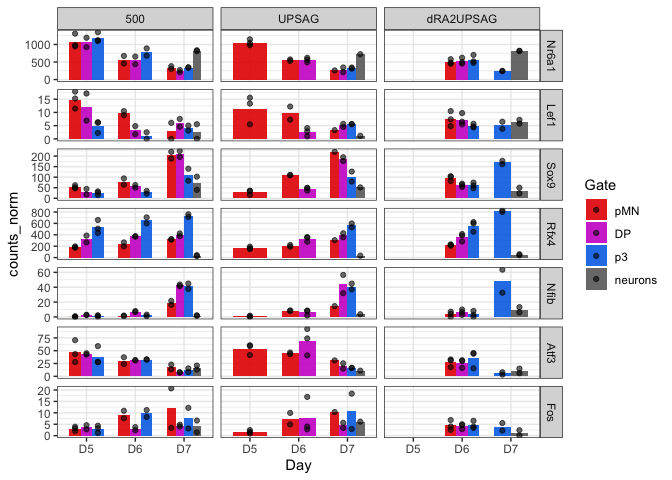 500 UPSAG dRA2UPSAG
1000
500
0
Nr6a1
15
10
5
0
Lef1
200
150
100
50
0
Sox9
800
600
400
200
0
Rfx4
60
40
20
0
Nfib
75
50
25
0
Atf3
20
15
10
5
0
Fos
counts_norm
D5 D6 D7 D5 D6 D7 D5 D6 D7
Day
Gate
pMN
DP
p3
neurons